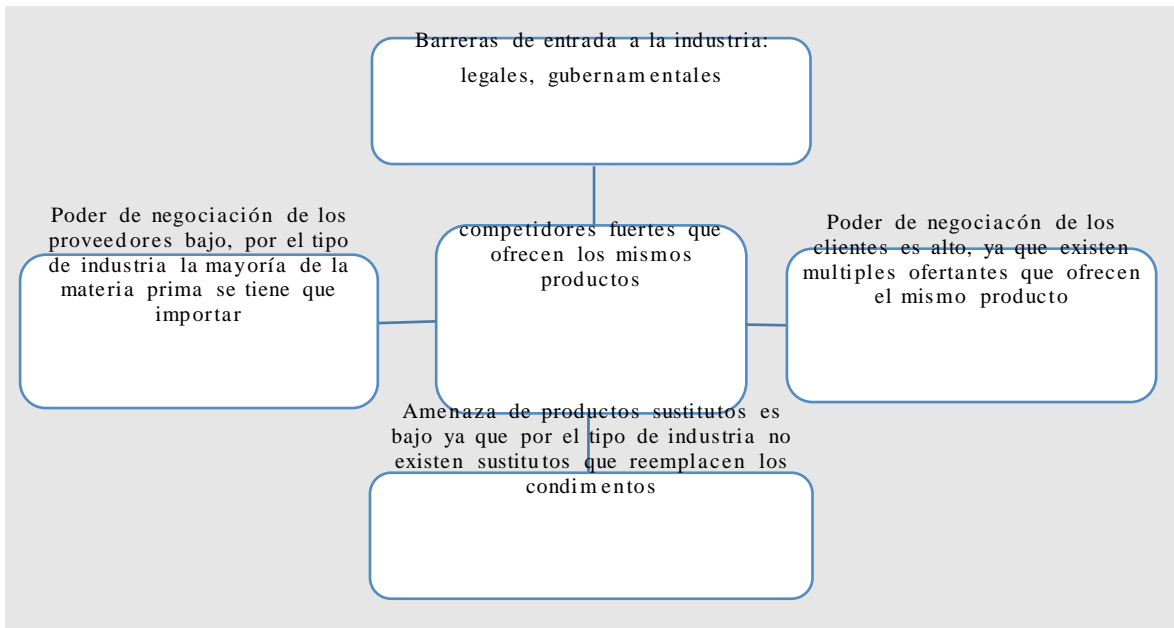 Barreras de entrada a la industria:
legales, gubernamentales
Poder de negociación de los
proveedores bajo, por el tipo
de industria la mayoría de la
materia prima se tiene que
importar
competidores fuertes que
ofrecen los mismos
productos
Poder de negociacón de los
clientes es alto, ya que existen
multiples ofertantes que ofrecen
el mismo producto
Amenaza de productos sustitutos es
bajo ya que por el tipo de industria no
existen sustitutos que reemplacen los
condimentos